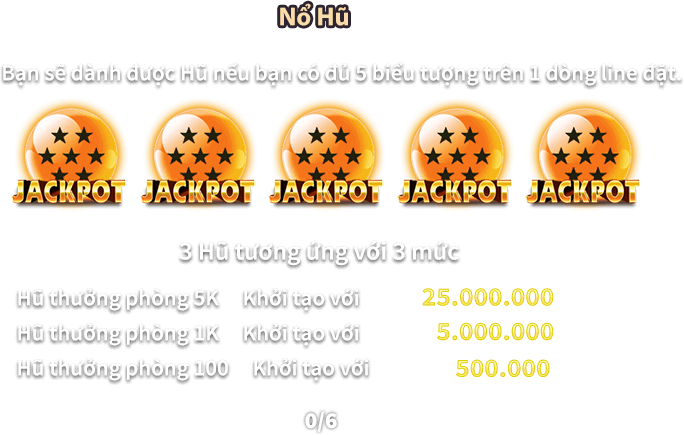 Nổ Hũ
Bạn sẽ dành được Hũ nếu bạn có đủ 5 biểu tượng trên 1 dòng line đặt.
JACKPOT JACKPOT JACKPOT JACKPOT JACKPOT
3 Hũ tương ứng với 3 mức
Hũ thưởng phòng 5K Khởi tạo với 25.000.000
Hũ thưởng phòng 1K Khởi tạo với 5.000.000
Hũ thưởng phòng 100 Khởi tạo với 500.000
0/6